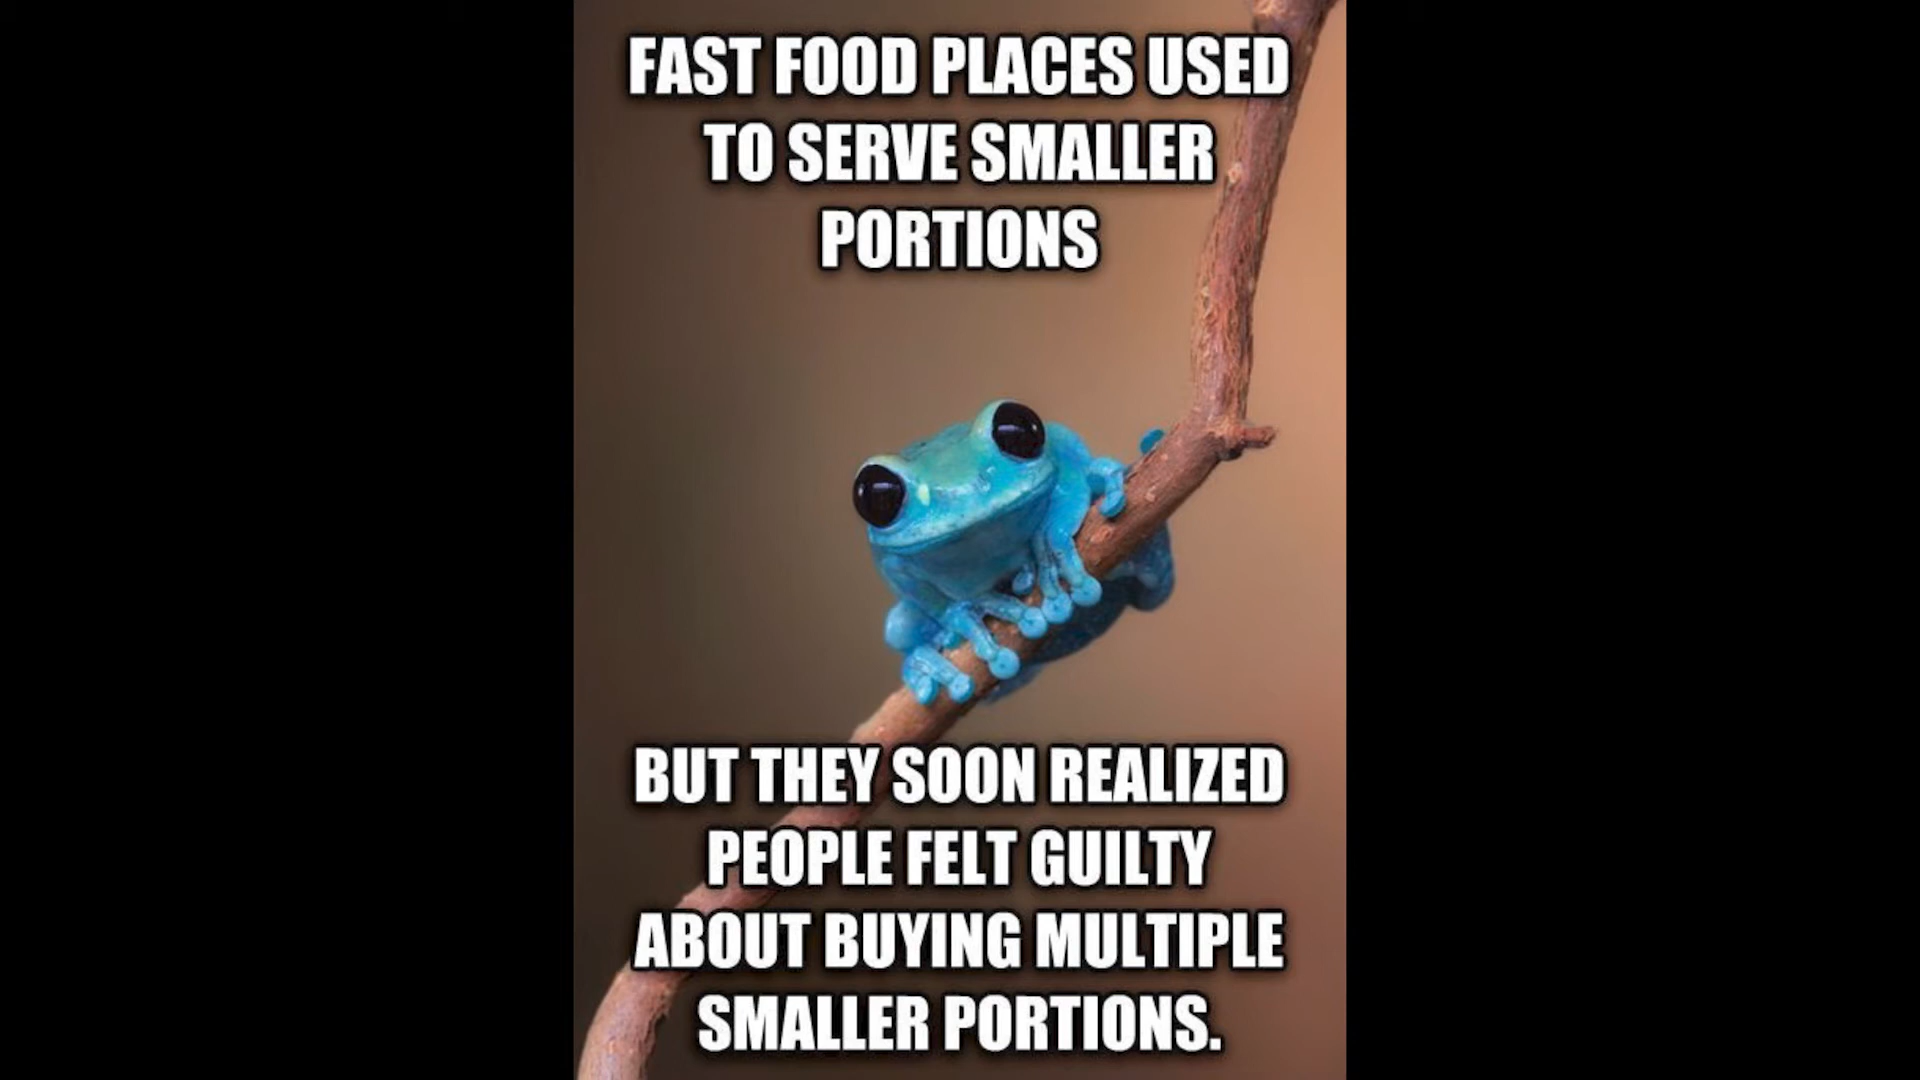 FAST FOOD PLACES USED
TO SERVE SMALLER
PORTIONS
BUT THEY SOON REALIZED
PEOPLE FELT GUILTY
ABOUT BUYING MULTIPLE
SMALLER PORTIONS.